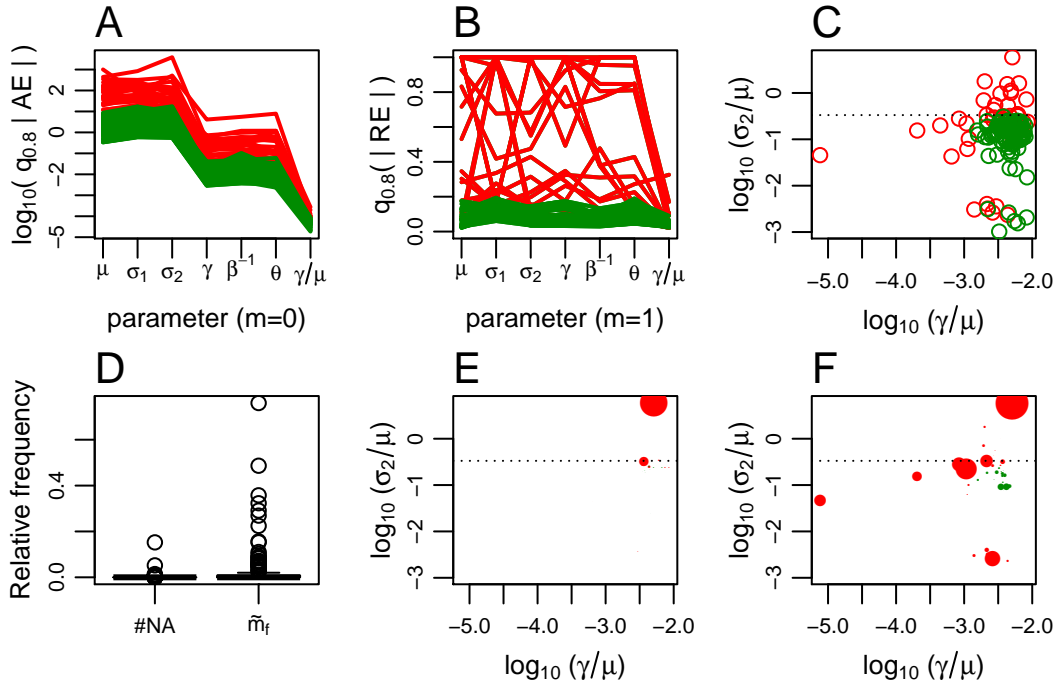 A
log₁₀( q₀.₈ | AE | )
2
0
−2
−5
μ
σ₁
σ₂
γ
β⁻¹
θ
γ/μ
parameter (m=0)
B
q₀.₈( | RE | )
0.8
0.4
0.0
μ
σ₁
σ₂
γ
β⁻¹
θ
γ/μ
parameter (m=1)
C
log₁₀ (σ₂/μ)
0
−1
−2
−3
−5.0
−4.0
−3.0
−2.0
log₁₀ (γ/μ)
D
Relative frequency
0.4
0.0
#NA
m̃f
E
log₁₀ (σ₂/μ)
0
−1
−2
−3
−5.0
−4.0
−3.0
−2.0
log₁₀ (γ/μ)
F
log₁₀ (σ₂/μ)
0
−1
−2
−3
−5.0
−4.0
−3.0
−2.0
log₁₀ (γ/μ)